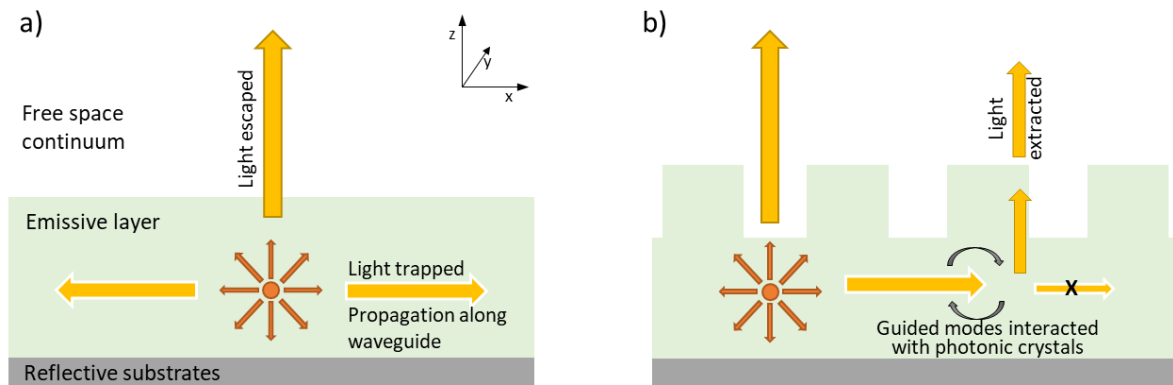 a)
z
y
x
Free space
continuum
Light escaped
Emissive layer
Light trapped
Propagation along
waveguide
Reflective substrates
b)
Light
extracted
X
Guided modes interacted
with photonic crystals